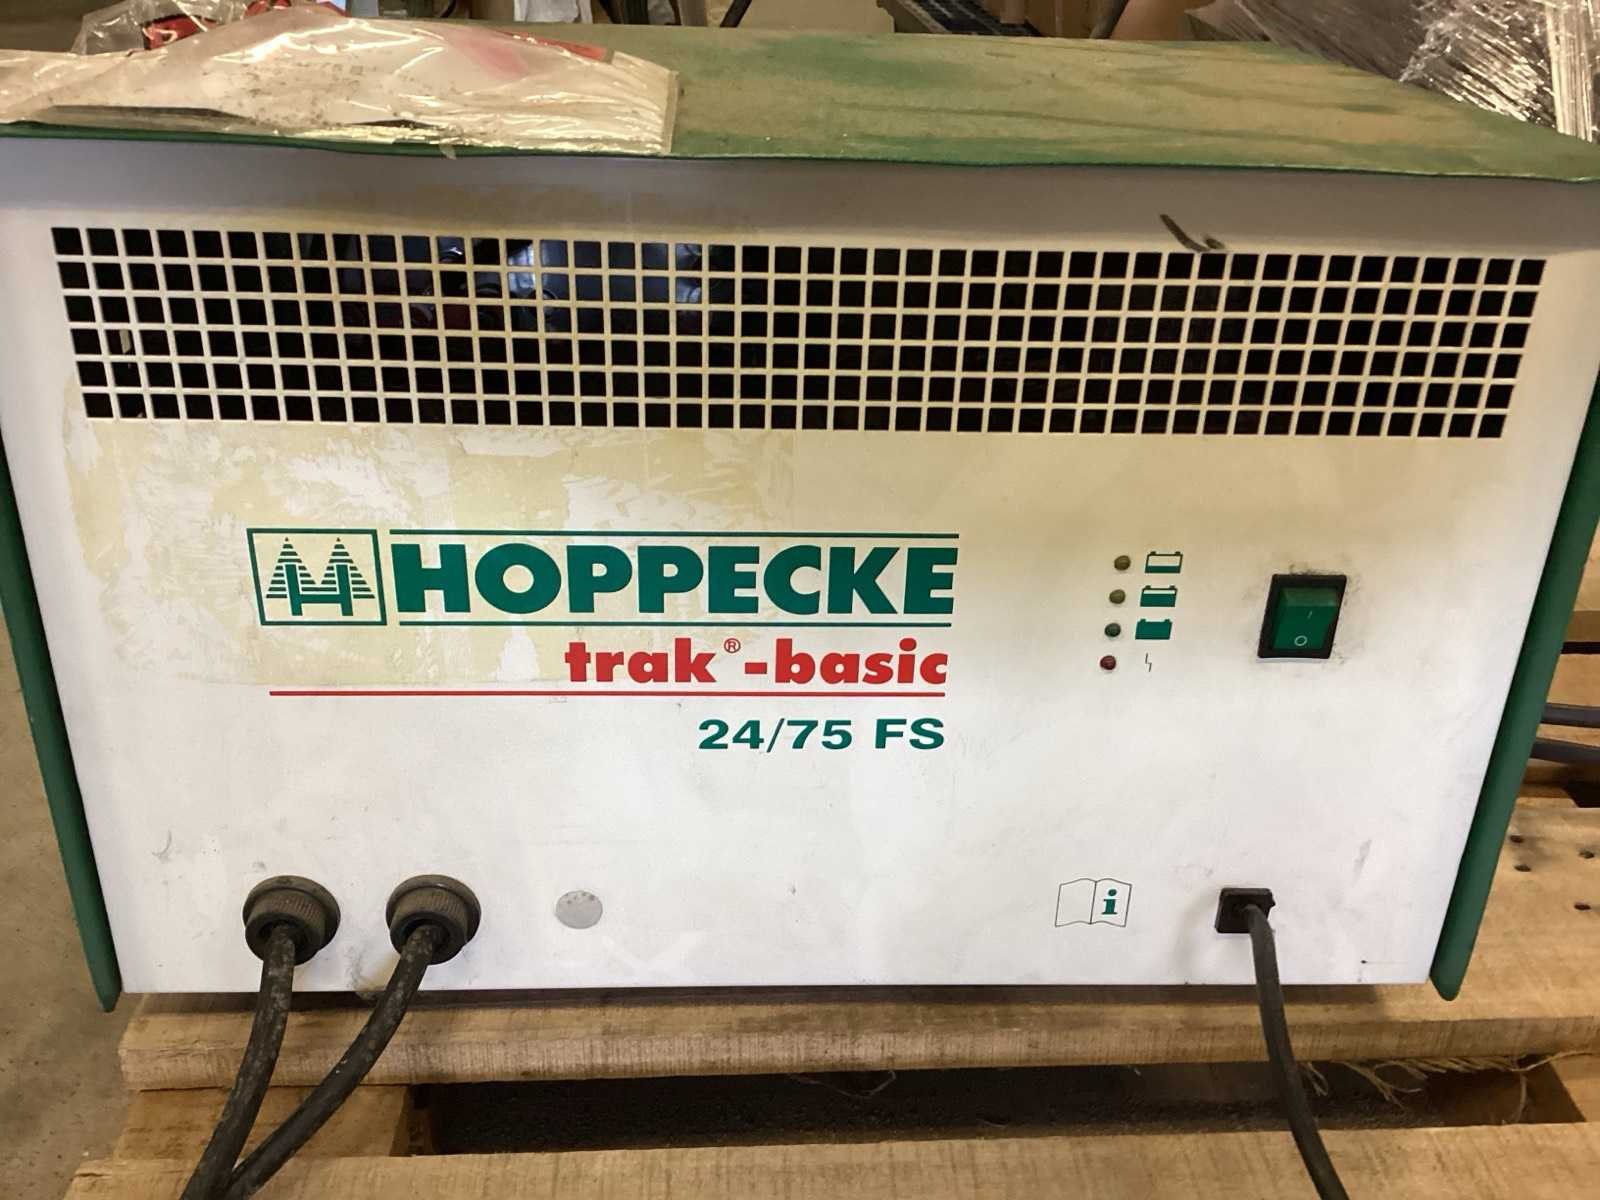 HOPPECKE
trak®-basic
24/75 FS
i